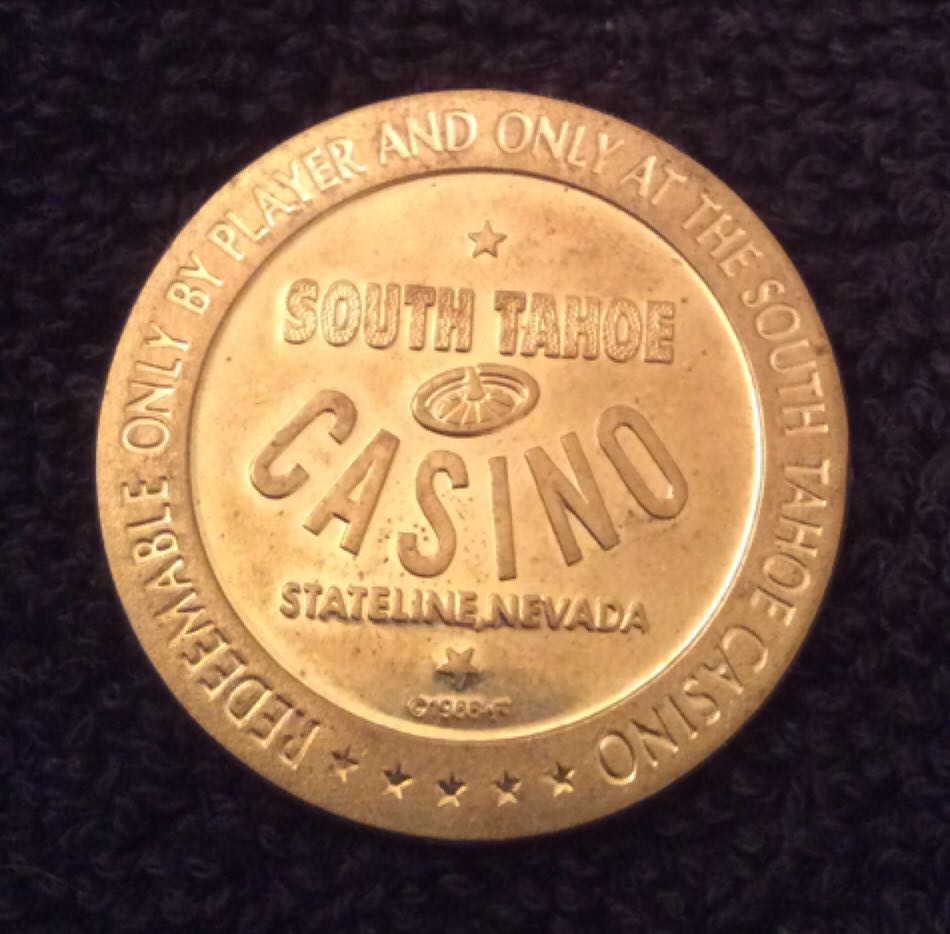 REDEEMABLE ONLY BY PLAYER AND ONLY AT THE SOUTH TAHOE CASINO
SOUTH TAHOE
CASINO
STATELINE, NEVADA